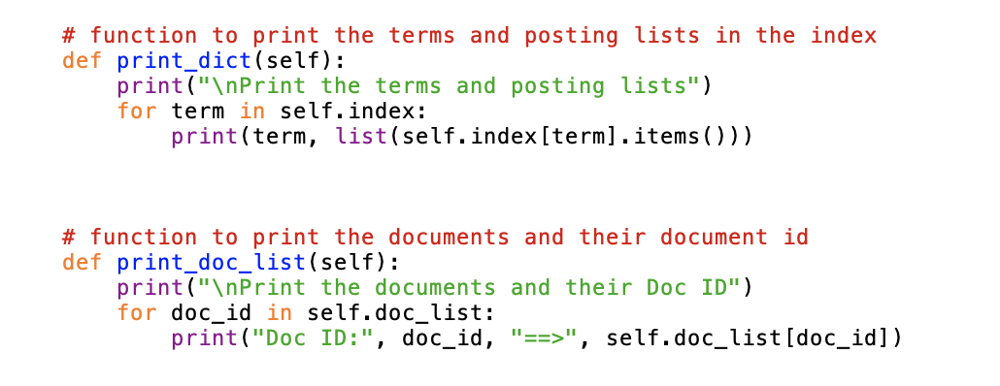 # function to print the terms and posting lists in the index
def print_dict(self):
    print("\nPrint the terms and posting lists")
    for term in self.index:
        print(term, list(self.index[term].items()))
# function to print the documents and their document id
def print_doc_list(self):
    print("\nPrint the documents and their Doc ID")
    for doc_id in self.doc_list:
        print("Doc ID:", doc_id, "==>", self.doc_list[doc_id])